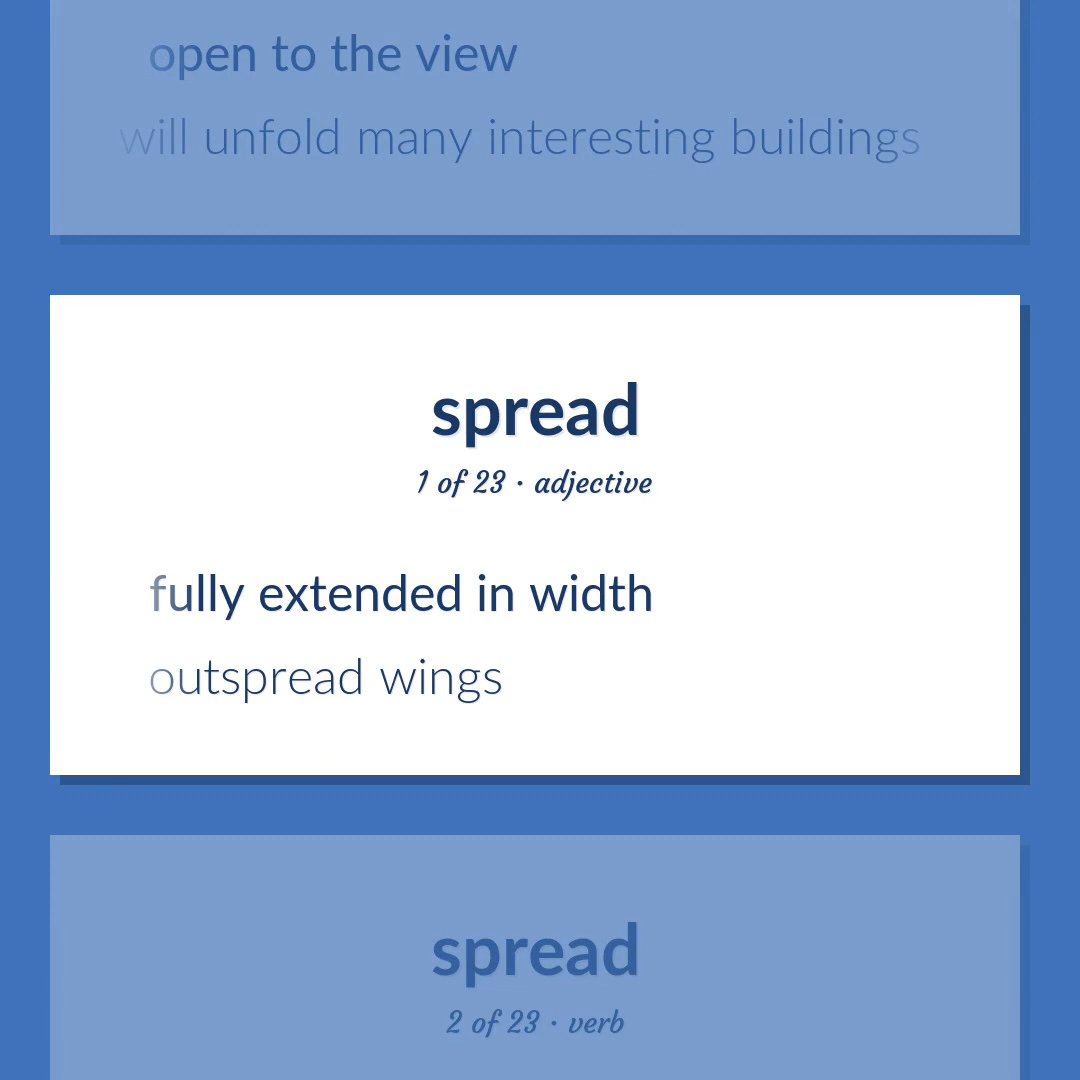 open to the view
will unfold many interesting buildings
spread
1 of 23 · adjective
fully extended in width
outspread wings
spread
2 of 23 · verb